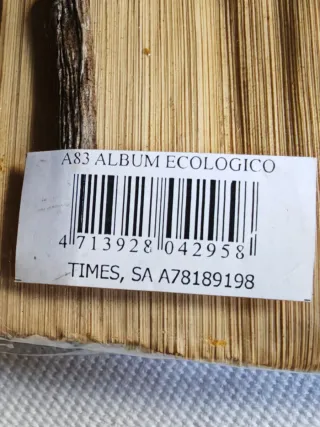 A83 ALBUM ECOLOGICO
4 713928 042958
TIMES, SA A78189198